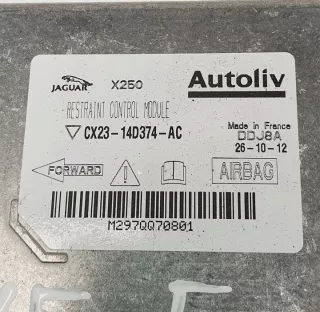 JAGUAR X250 Autoliv
RESTRAINT CONTROL MODULE
CX23-14D374-AC
Made in France
DDJ8A
26-10-12
FORWARD AIRBAG
M297QQ70801